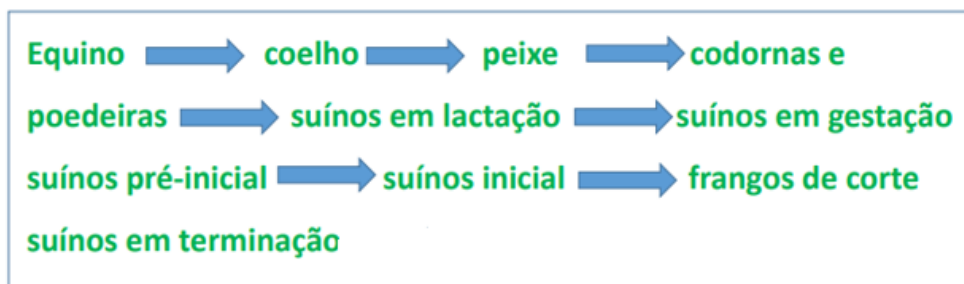 Equino coelho peixe codornas e
poedeiras suínos em lactação suínos em gestação
suínos pré-inicial suínos inicial frangos de corte
suínos em terminação